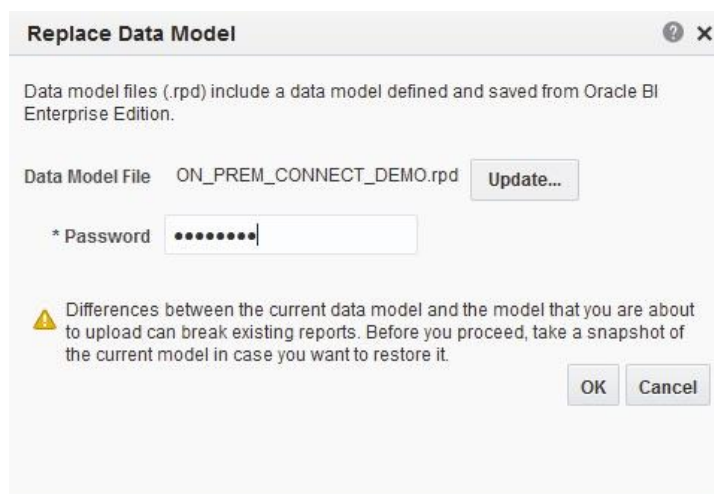 Replace Data Model
Data model files (.rpd) include a data model defined and saved from Oracle BI
Enterprise Edition.
Data Model File ON_PREM_CONNECT_DEMO.rpd Update...
* Password ••••••••
Differences between the current data model and the model that you are about
to upload can break existing reports. Before you proceed, take a snapshot of
the current model in case you want to restore it.
OK Cancel